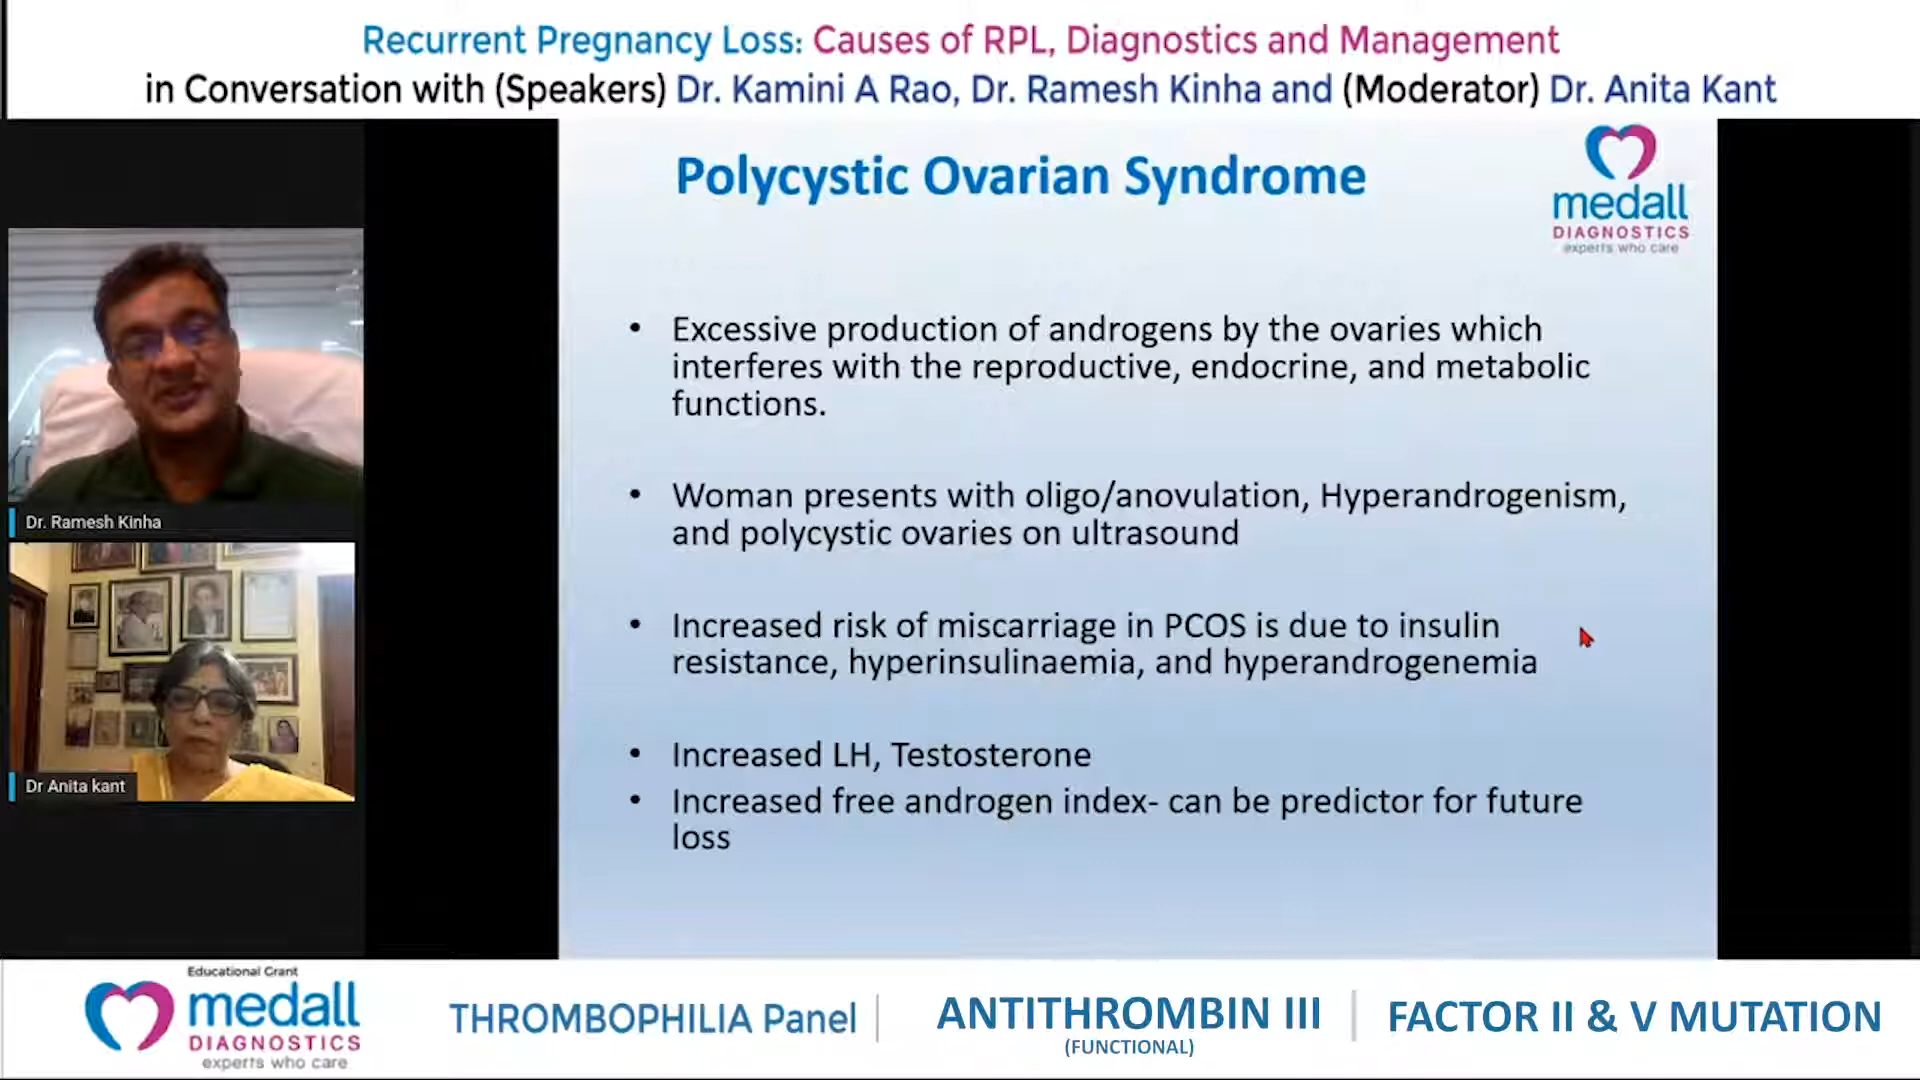 Recurrent Pregnancy Loss: Causes of RPL, Diagnostics and Management
in Conversation with (Speakers) Dr. Kamini A Rao, Dr. Ramesh Kinha and (Moderator) Dr. Anita Kant
Polycystic Ovarian Syndrome
medall
DIAGNOSTICS
experts who care
• Excessive production of androgens by the ovaries which
interferes with the reproductive, endocrine, and metabolic
functions.
• Woman presents with oligo/anovulation, Hyperandrogenism,
and polycystic ovaries on ultrasound
• Increased risk of miscarriage in PCOS is due to insulin
resistance, hyperinsulinaemia, and hyperandrogenemia
• Increased LH, Testosterone
• Increased free androgen index- can be predictor for future
loss
Dr. Ramesh Kinha
Dr Anita kant
Educational Grant
medall
DIAGNOSTICS
experts who care
THROMBOPHILIA Panel
ANTITHROMBIN III
(FUNCTIONAL)
FACTOR II & V MUTATION